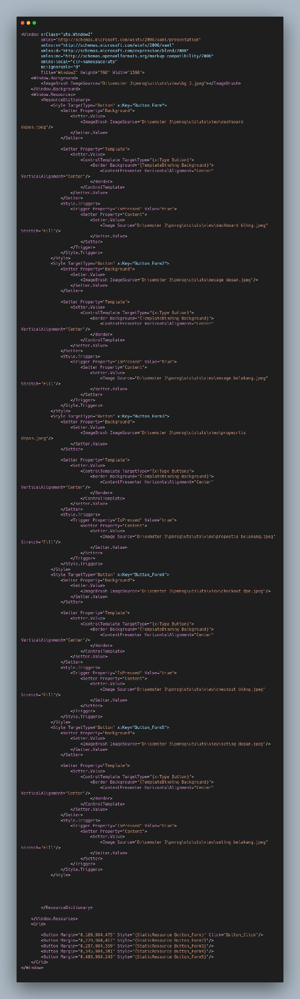 <Window x:Class="uts.Window2"
        xmlns="http://schemas.microsoft.com/winfx/2006/xaml/presentation"
        xmlns:x="http://schemas.microsoft.com/winfx/2006/xaml"
        xmlns:d="http://schemas.microsoft.com/expression/blend/2008"
        xmlns:mc="http://schemas.openxmlformats.org/markup-compatibility/2006"
        xmlns:local="clr-namespace:uts"
        mc:Ignorable="d"
        Title="Window2" Height="768" Width="1366">
    <Window.Background>
        <ImageBrush ImageSource="D:\semster 3\pmrog\uts\uts\view\bg 3.jpeg"></ImageBrush>
    </Window.Background>
    <Window.Resources>
        <ResourceDictionary>
            <Style TargetType="Button" x:Key="Button_Form">
                <Setter Property="Background">
                    <Setter.Value>
                        <ImageBrush ImageSource="D:\semster 3\pmrog\uts\uts\view\dashboard
depan.jpeg"/>
                    </Setter.Value>
                </Setter>

                <Setter Property="Template">
                    <Setter.Value>
                        <ControlTemplate TargetType="{x:Type Button}">
                            <Border Background="{TemplateBinding Background}">
                                <ContentPresenter HorizontalAlignment="Center"
VerticalAlignment="Center"/>
                            </Border>
                        </ControlTemplate>
                    </Setter.Value>
                </Setter>
                <Style.Triggers>
                    <Trigger Property="IsPressed" Value="true">
                        <Setter Property="Content">
                            <Setter.Value>
                                <Image Source="D:\semster 3\pmrog\uts\uts\view\dashboard blkng.jpeg"
Stretch="Fill"/>
                            </Setter.Value>
                        </Setter>
                    </Trigger>
                </Style.Triggers>
            </Style>
            <Style TargetType="Button" x:Key="Button_Form2">
                <Setter Property="Background">
                    <Setter.Value>
                        <ImageBrush ImageSource="D:\semster 3\pmrog\uts\uts\mesage depan.jpeg"/>
                    </Setter.Value>
                </Setter>

                <Setter Property="Template">
                    <Setter.Value>
                        <ControlTemplate TargetType="{x:Type Button}">
                            <Border Background="{TemplateBinding Background}">
                                <ContentPresenter HorizontalAlignment="Center"
VerticalAlignment="Center"/>
                            </Border>
                        </ControlTemplate>
                    </Setter.Value>
                </Setter>
                <Style.Triggers>
                    <Trigger Property="IsPressed" Value="true">
                        <Setter Property="Content">
                            <Setter.Value>
                                <Image Source="D:\semster 3\pmrog\uts\uts\view\mesage belakang.jpeg"
Stretch="Fill"/>
                            </Setter.Value>
                        </Setter>
                    </Trigger>
                </Style.Triggers>
            </Style>
            <Style TargetType="Button" x:Key="Button_Form3">
                <Setter Property="Background">
                    <Setter.Value>
                        <ImageBrush ImageSource="D:\semster 3\pmrog\uts\uts\view\propesrtis
depan.jpeg"/>
                    </Setter.Value>
                </Setter>

                <Setter Property="Template">
                    <Setter.Value>
                        <ControlTemplate TargetType="{x:Type Button}">
                            <Border Background="{TemplateBinding Background}">
                                <ContentPresenter HorizontalAlignment="Center"
VerticalAlignment="Center"/>
                            </Border>
                        </ControlTemplate>
                    </Setter.Value>
                </Setter>
                <Style.Triggers>
                    <Trigger Property="IsPressed" Value="true">
                        <Setter Property="Content">
                            <Setter.Value>
                                <Image Source="D:\semster 3\pmrog\uts\uts\view\propestis belakang.jpeg"
Stretch="Fill"/>
                            </Setter.Value>
                        </Setter>
                    </Trigger>
                </Style.Triggers>
            </Style>
            <Style TargetType="Button" x:Key="Button_Form4">
                <Setter Property="Background">
                    <Setter.Value>
                        <ImageBrush ImageSource="D:\semster 3\pmrog\uts\uts\view\checkout dpn.jpeg"/>
                    </Setter.Value>
                </Setter>

                <Setter Property="Template">
                    <Setter.Value>
                        <ControlTemplate TargetType="{x:Type Button}">
                            <Border Background="{TemplateBinding Background}">
                                <ContentPresenter HorizontalAlignment="Center"
VerticalAlignment="Center"/>
                            </Border>
                        </ControlTemplate>
                    </Setter.Value>
                </Setter>
                <Style.Triggers>
                    <Trigger Property="IsPressed" Value="true">
                        <Setter Property="Content">
                            <Setter.Value>
                                <Image Source="D:\semster 3\pmrog\uts\uts\view\checkout blkng.jpeg"
Stretch="Fill"/>
                            </Setter.Value>
                        </Setter>
                    </Trigger>
                </Style.Triggers>
            </Style>
            <Style TargetType="Button" x:Key="Button_Form5">
                <Setter Property="Background">
                    <Setter.Value>
                        <ImageBrush ImageSource="D:\semster 3\pmrog\uts\uts\view\seting depan.jpeg"/>
                    </Setter.Value>
                </Setter>

                <Setter Property="Template">
                    <Setter.Value>
                        <ControlTemplate TargetType="{x:Type Button}">
                            <Border Background="{TemplateBinding Background}">
                                <ContentPresenter HorizontalAlignment="Center"
VerticalAlignment="Center"/>
                            </Border>
                        </ControlTemplate>
                    </Setter.Value>
                </Setter>
                <Style.Triggers>
                    <Trigger Property="IsPressed" Value="true">
                        <Setter Property="Content">
                            <Setter.Value>
                                <Image Source="D:\semster 3\pmrog\uts\uts\view\seting belakang.jpeg"
Stretch="Fill"/>
                            </Setter.Value>
                        </Setter>
                    </Trigger>
                </Style.Triggers>
            </Style>

        </ResourceDictionary>

    </Window.Resources>
    <Grid>

        <Button Margin="0,169,984,475" Style="{StaticResource Button_Form}" Click="Button_Click"/>
        <Button Margin="0,229,984,417" Style="{StaticResource Button_Form2}"/>
        <Button Margin="0,287,984,359" Style="{StaticResource Button_Form3}"/>
        <Button Margin="0,345,984,301" Style="{StaticResource Button_Form4}"/>
        <Button Margin="0,403,984,243" Style="{StaticResource Button_Form5}"/>
    </Grid>
</Window>